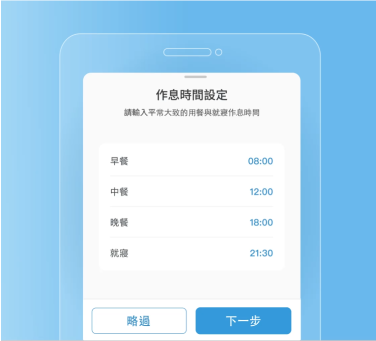 作息時間設定
請輸入平常大致的用餐與就寢作息時間
早餐 08:00
中餐 12:00
晚餐 18:00
就寢 21:30
略過 下一步